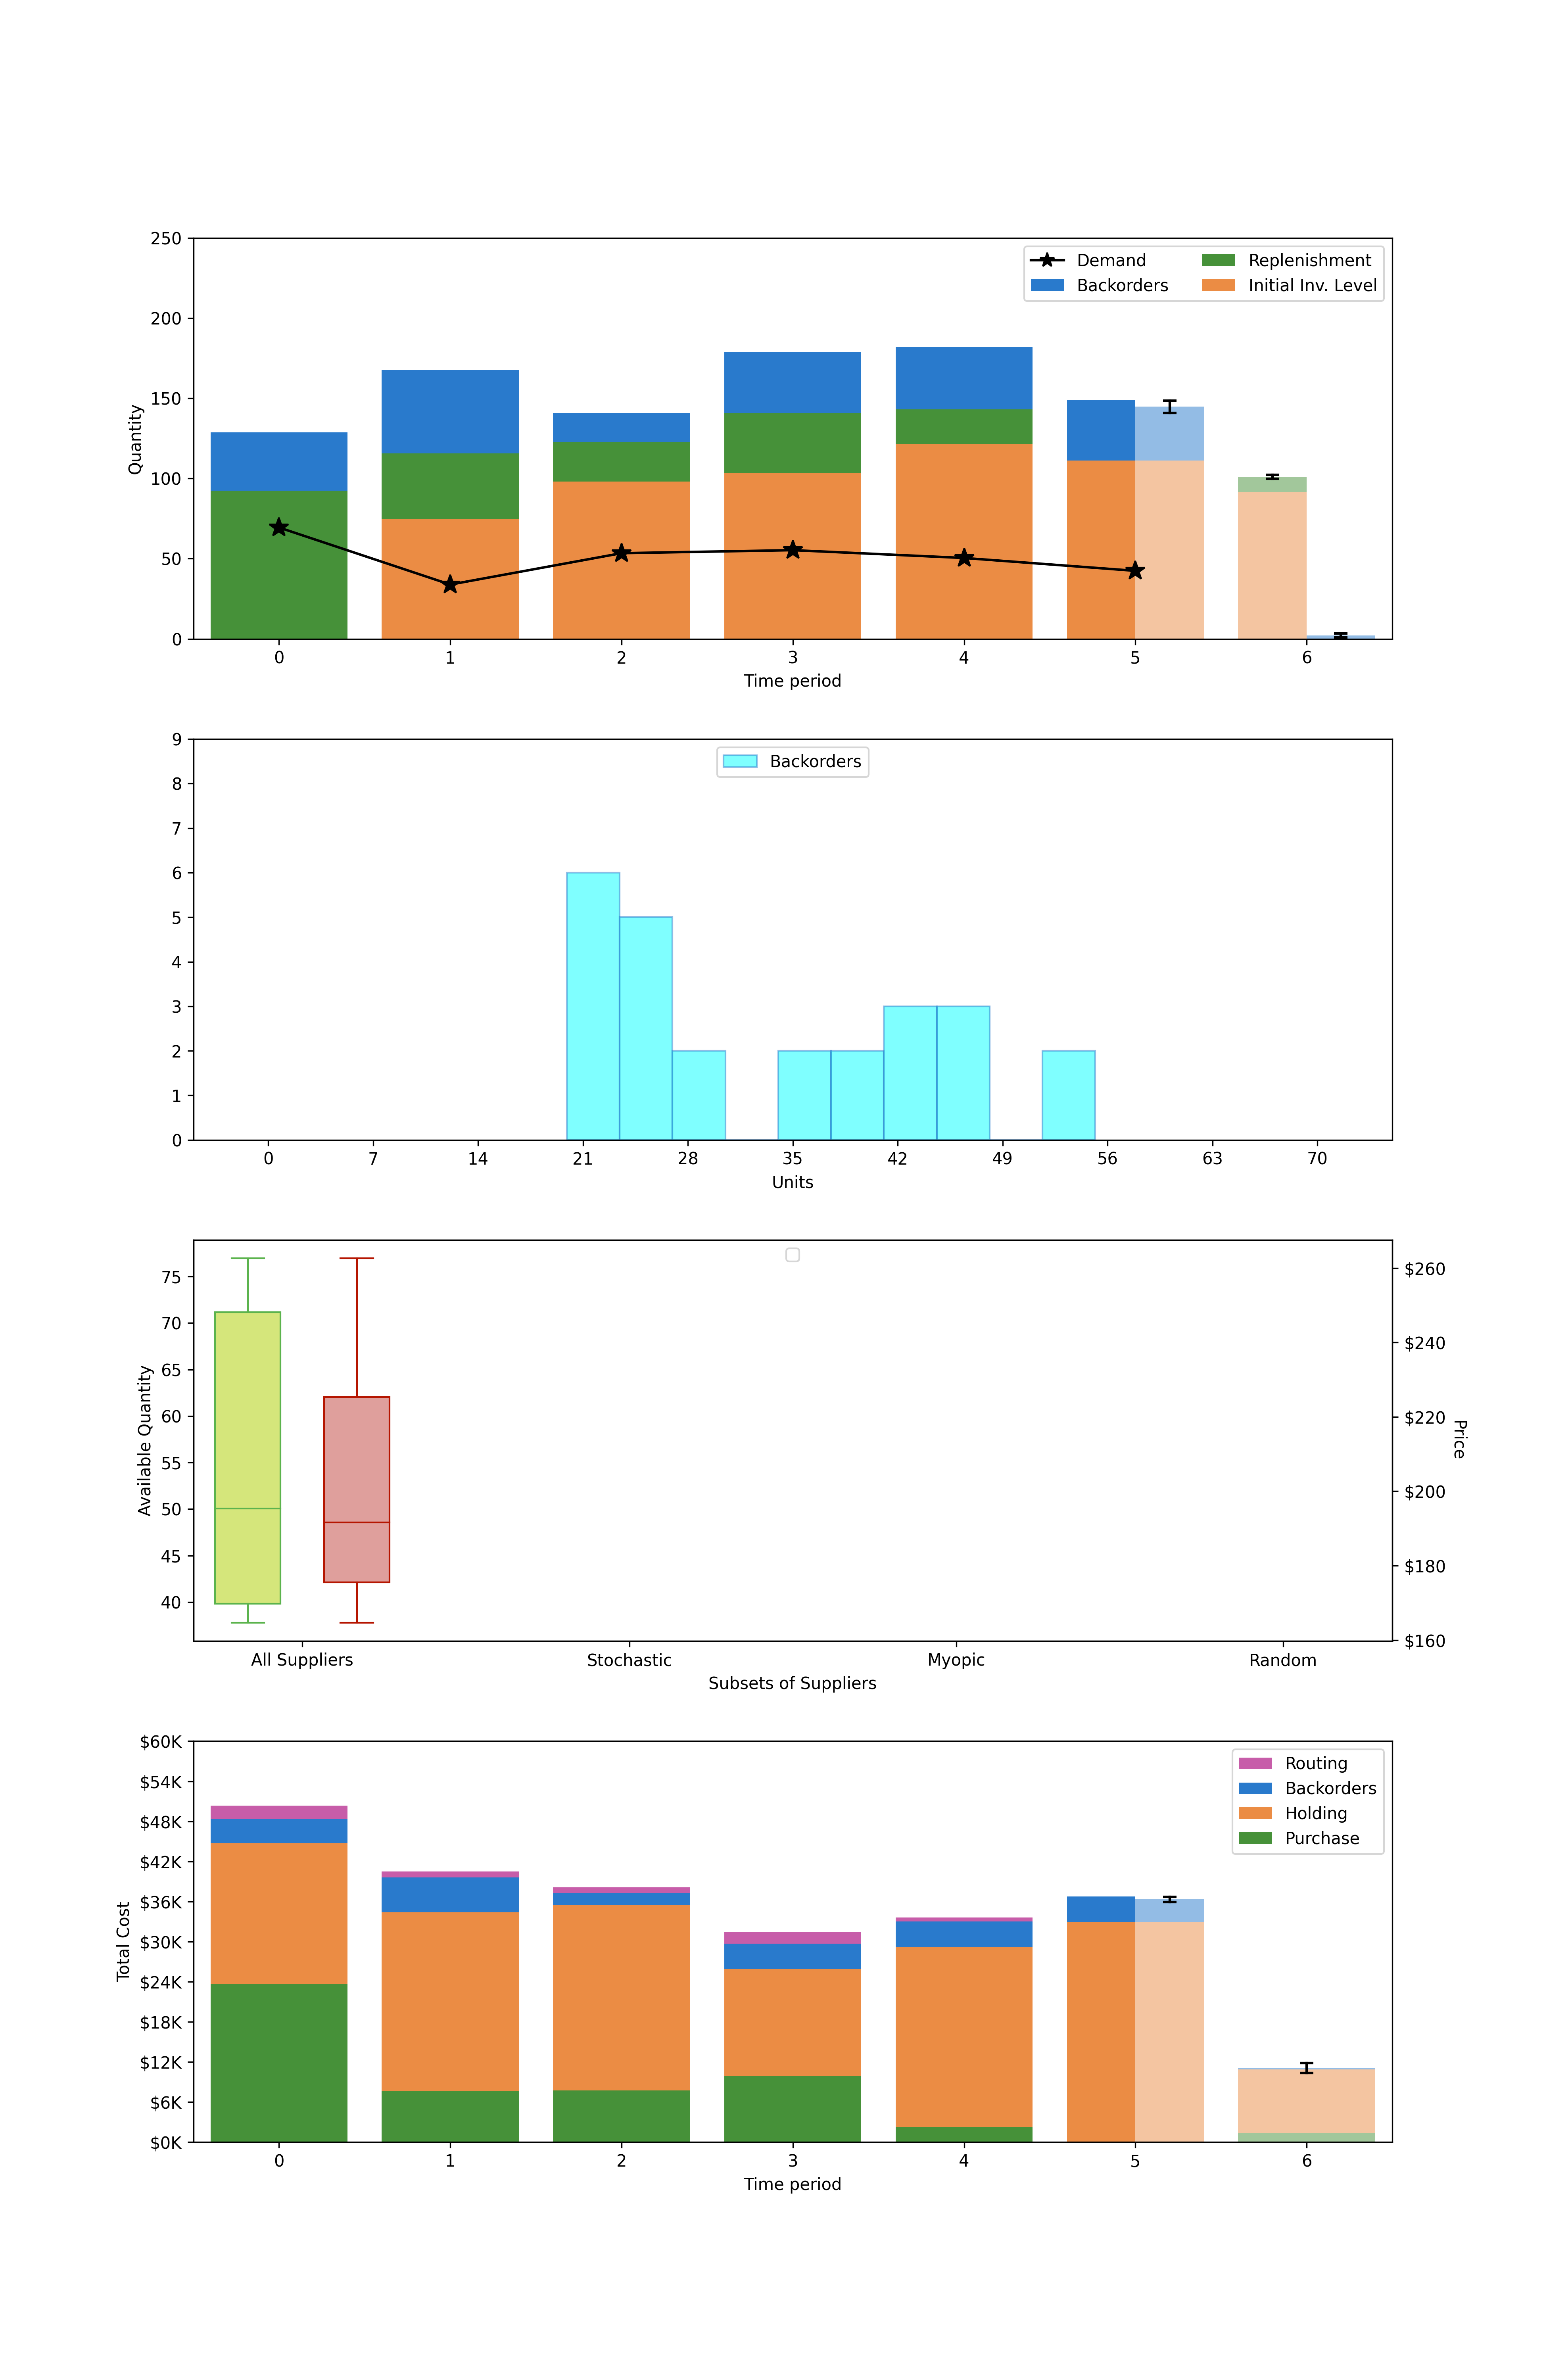 250
200
150
100
50
0
Quantity
Demand
Backorders
Replenishment
Initial Inv. Level
0 1 2 3 4 5 6
Time period
9
8
7
6
5
4
3
2
1
0
Backorders
0 7 14 21 28 35 42 49 56 63 70
Units
75
70
65
60
55
50
45
40
Available Quantity
$260
$240
$220
$200
$180
$160
Price
All Suppliers Stochastic Myopic Random
Subsets of Suppliers
$60K
$54K
$48K
$42K
$36K
$30K
$24K
$18K
$12K
$6K
$0K
Total Cost
Routing
Backorders
Holding
Purchase
0 1 2 3 4 5 6
Time period